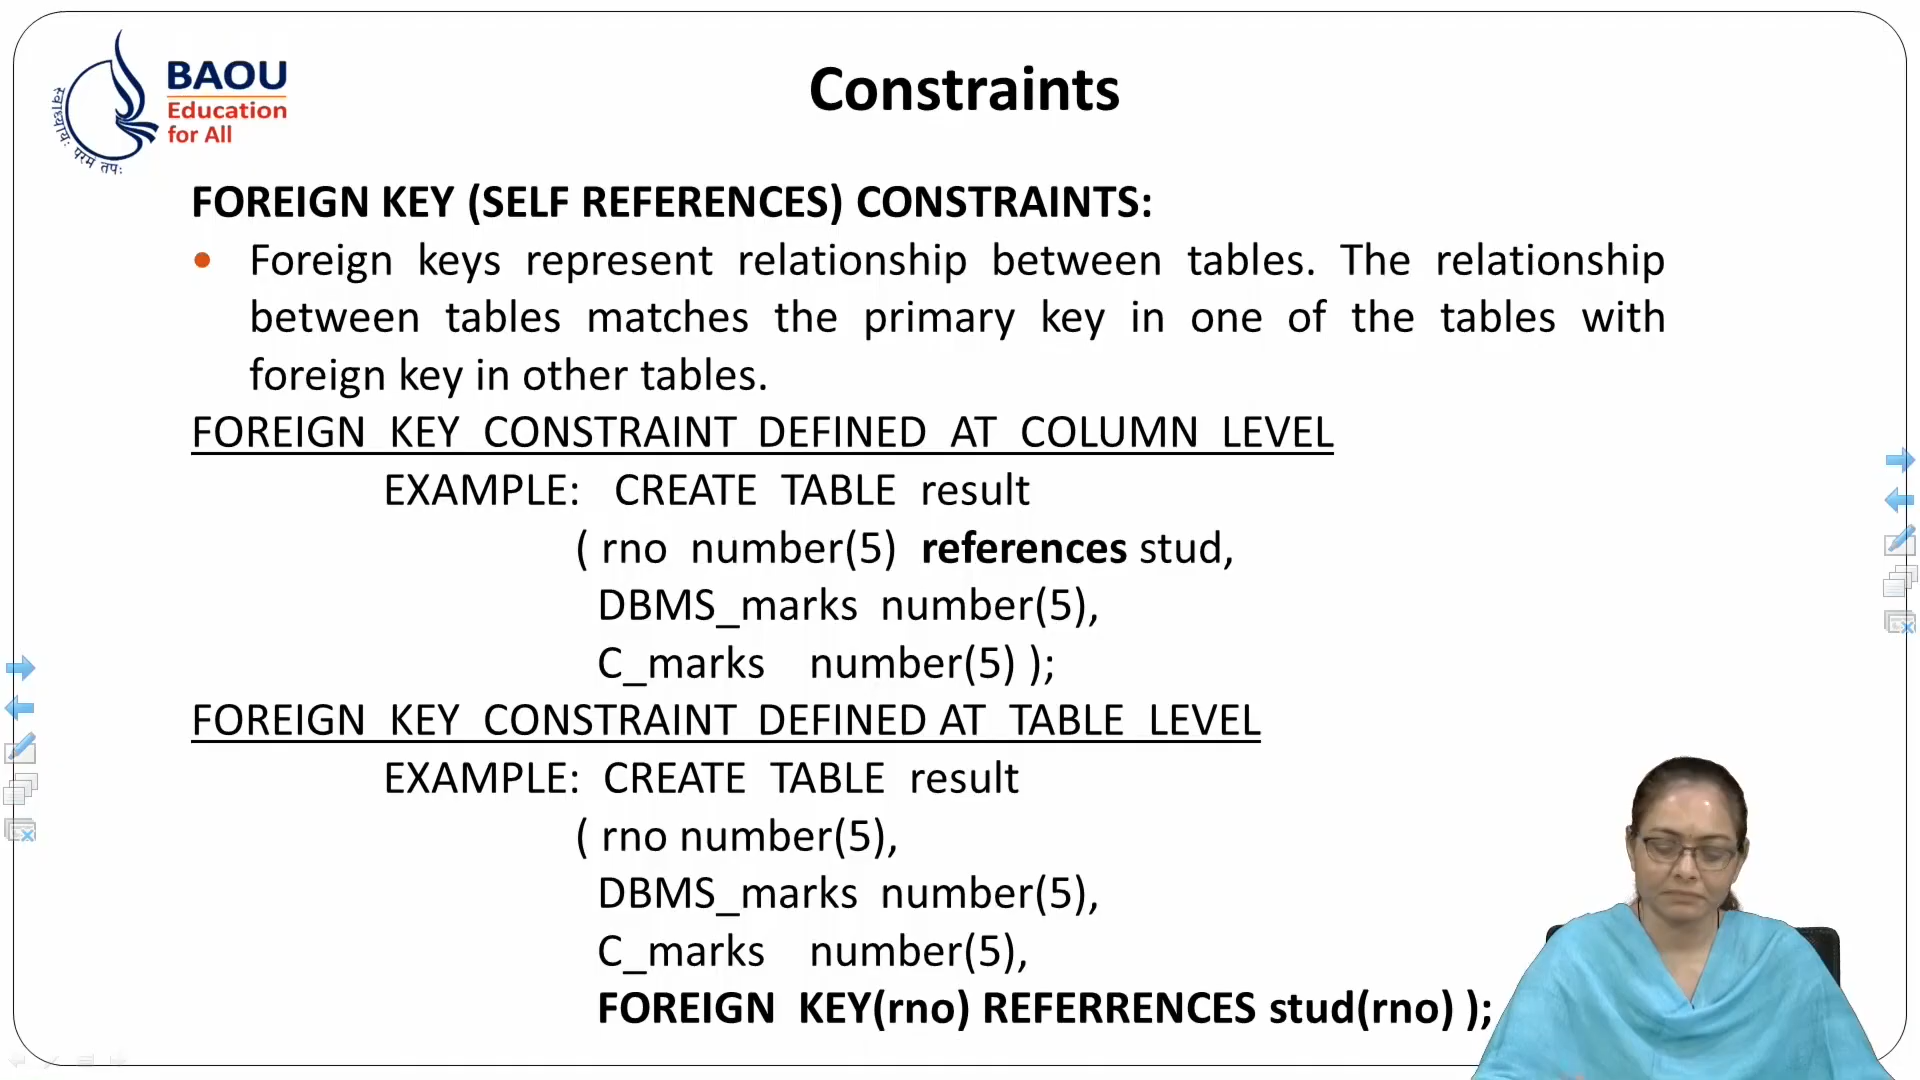 BAOU
Education
for All
स्वाध्यायः परमं तपः
Constraints
FOREIGN KEY (SELF REFERENCES) CONSTRAINTS:
• Foreign keys represent relationship between tables. The relationship
between tables matches the primary key in one of the tables with
foreign key in other tables.
FOREIGN KEY CONSTRAINT DEFINED AT COLUMN LEVEL
EXAMPLE: CREATE TABLE result
( rno number(5) references stud,
DBMS_marks number(5),
C_marks number(5) );
FOREIGN KEY CONSTRAINT DEFINED AT TABLE LEVEL
EXAMPLE: CREATE TABLE result
( rno number(5),
DBMS_marks number(5),
C_marks number(5),
FOREIGN KEY(rno) REFERRENCES stud(rno) );